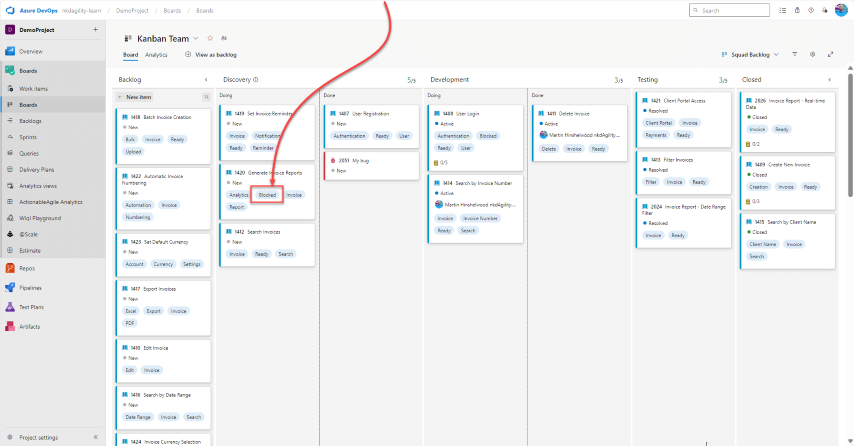 Azure DevOps nkdagility-learn / DemoProject / Boards / Boards
Search
DemoProject
Overview
Boards
Work items
Boards
Backlogs
Sprints
Queries
Delivery Plans
Analytics views
ActionableAgile Analytics
Wiql Playground
@Scale
Estimate
Repos
Pipelines
Test Plans
Artifacts
Project settings
Kanban Team
Board Analytics View as backlog
Squad Backlog
Backlog
New item
1418 Batch Invoice Creation
New
Bulk Invoice Ready
Upload
1422 Automatic Invoice
Numbering
New
Automation Invoice
Numbering
1423 Set Default Currency
New
Account Currency Settings
1417 Export Invoices
New
Excel Export Invoice
PDF
1410 Edit Invoice
New
Edit Invoice
1416 Search by Date Range
New
Date Range Invoice Search
1424 Invoice Currency Selection
Discovery 5/5
Doing
1419 Set Invoice Reminder
New
Invoice Notification
Ready Reminder
1420 Generate Invoice Reports
New
Analytics Blocked Invoice
Report
1412 Search Invoices
New
Invoice Ready Search
Done
1407 User Registration
New
Authentication Ready User
2051 My bug
New
Development 3/5
Doing
1408 User Login
Active
Authentication Blocked
Ready User
0/5
1414 Search by Invoice Number
Active
Martin Hinshelwood nkdAgility...
Invoice Invoice Number
Ready Search
Done
1411 Delete Invoice
Active
Martin Hinshelwood nkdAgility...
Delete Invoice Ready
Testing 3/5
1421 Client Portal Access
Resolved
Client Portal Invoice
Payments Ready
1413 Filter Invoices
Resolved
Filter Invoice Ready
2024 Invoice Report - Date Range
Filter
Resolved
Invoice Ready
Closed
2026 Invoice Report - Real-time
Data
Closed
Invoice Ready
0/2
1409 Create New Invoice
Closed
Creation Invoice Ready
0/3
1415 Search by Client Name
Closed
Client Name Invoice
Search